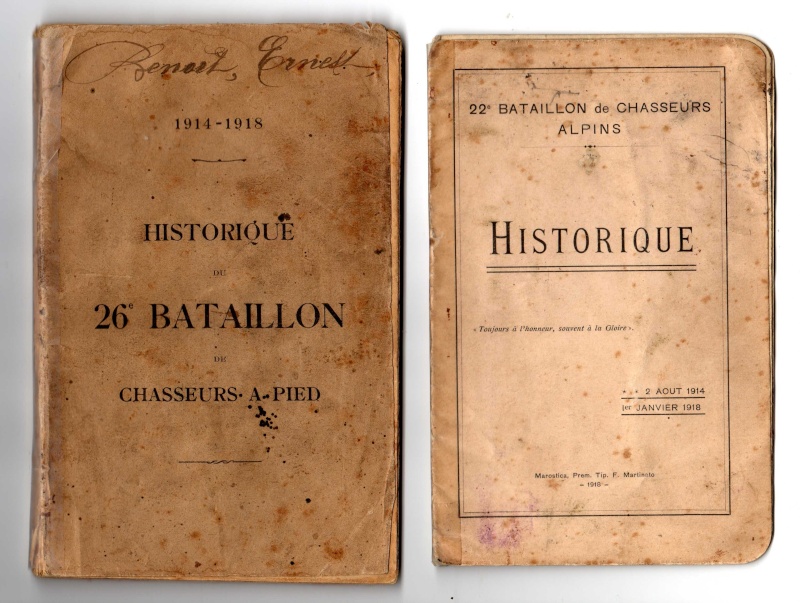 Benoit, Ernest
1914-1918
HISTORIQUE
DU
26e BATAILLON
DE
CHASSEURS-A-PIED
22e BATAILLON de CHASSEURS
ALPINS
HISTORIQUE
« Toujours à l'honneur, souvent à la Gloire ».
* * 2 AOUT 1914
1er JANVIER 1918
Marostica, Prem. Tip. F. Martinato
- 1918 -